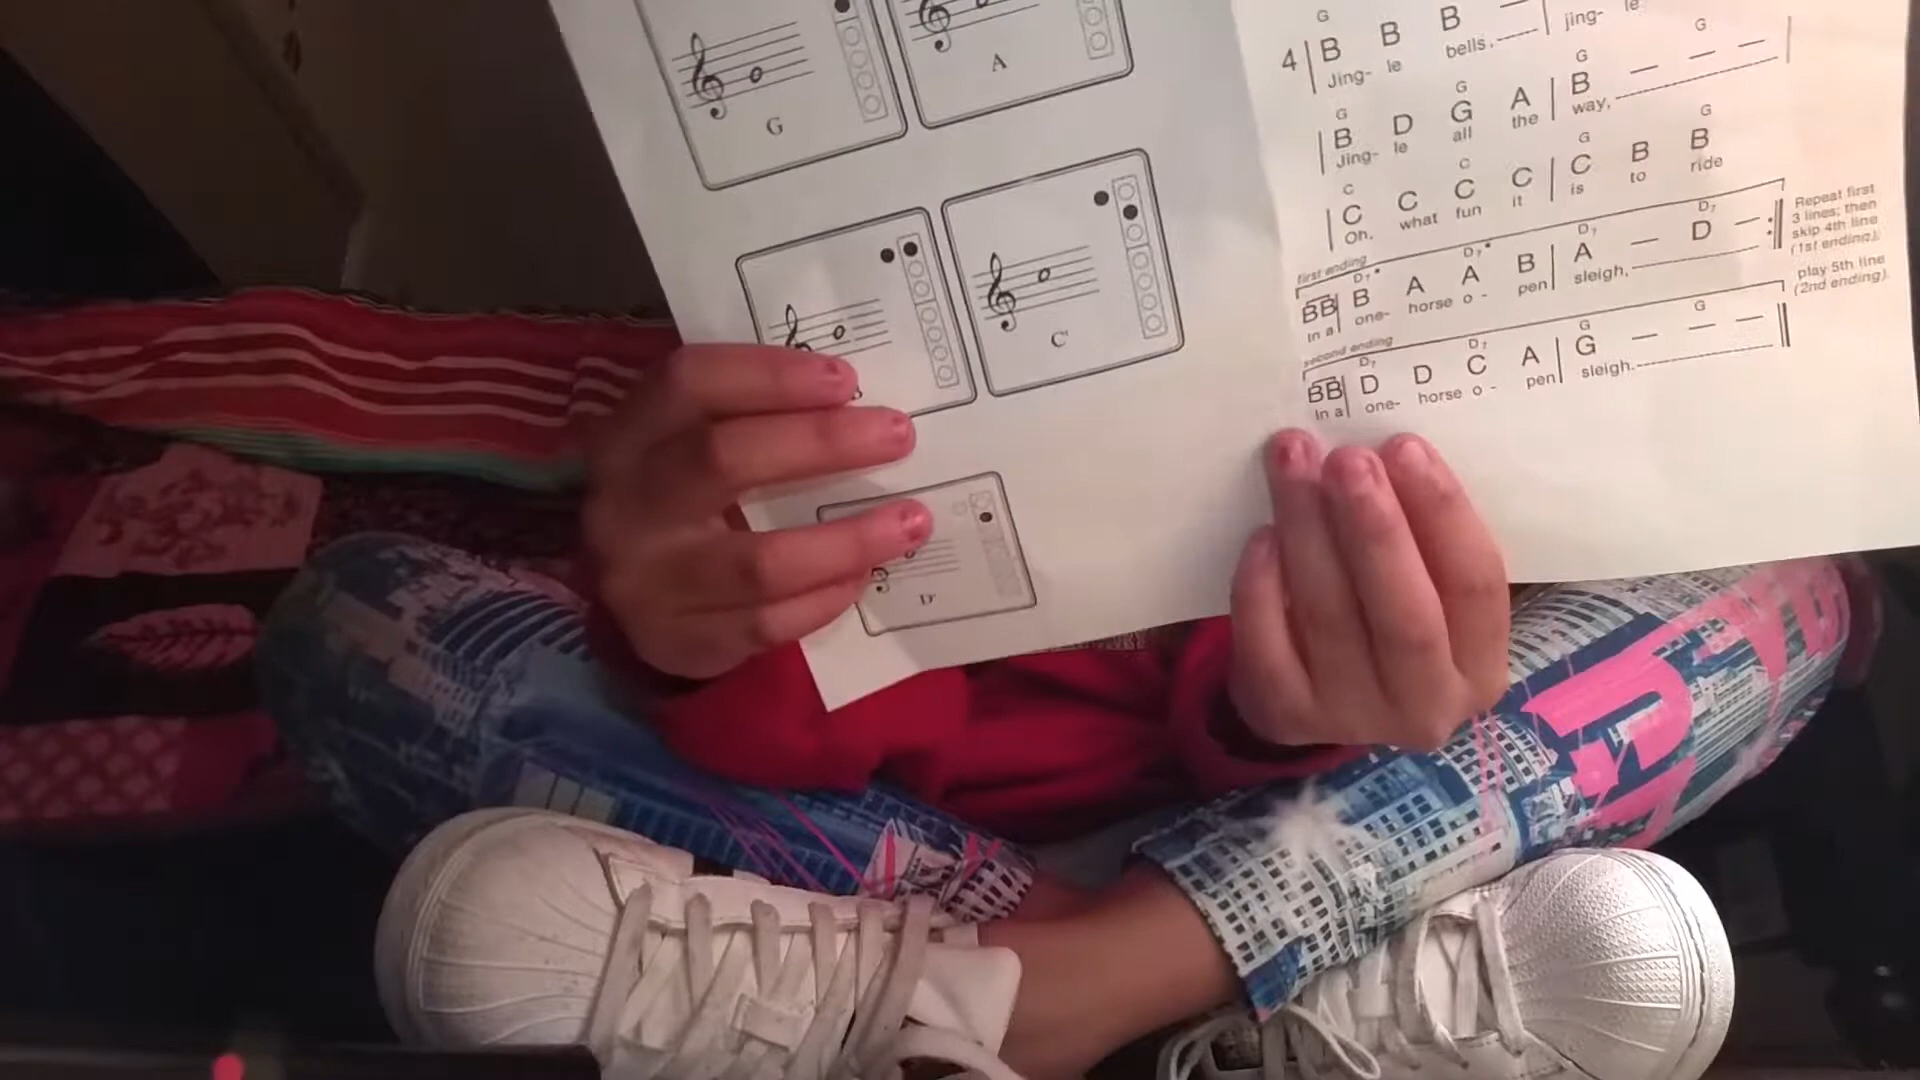 G
A
B
C'
D'
G
4 B B B —
Jing- le bells, jing- le
G G G G
B D G A B — — —
Jing- le all the way,
C C G G
C C C C C B B
Oh, what fun it is to ride
first ending D7* D7* D7 D7
BB B A A B A — D —
In a one- horse o - pen sleigh,
Repeat first
3 lines; then
skip 4th line
(1st ending);
play 5th line
(2nd ending).
second ending D7 D7 G G
BB D D C A G — — —
In a one- horse o - pen sleigh.